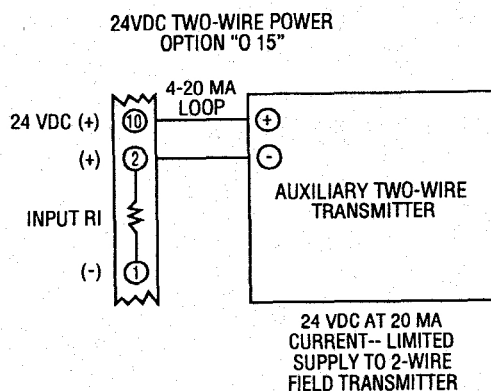 24VDC TWO-WIRE POWER
OPTION "O 15"
4-20 MA
LOOP
24 VDC (+) 10 +
(+) 2 -
AUXILIARY TWO-WIRE
TRANSMITTER
INPUT RI
(-) 1
24 VDC AT 20 MA
CURRENT-- LIMITED
SUPPLY TO 2-WIRE
FIELD TRANSMITTER